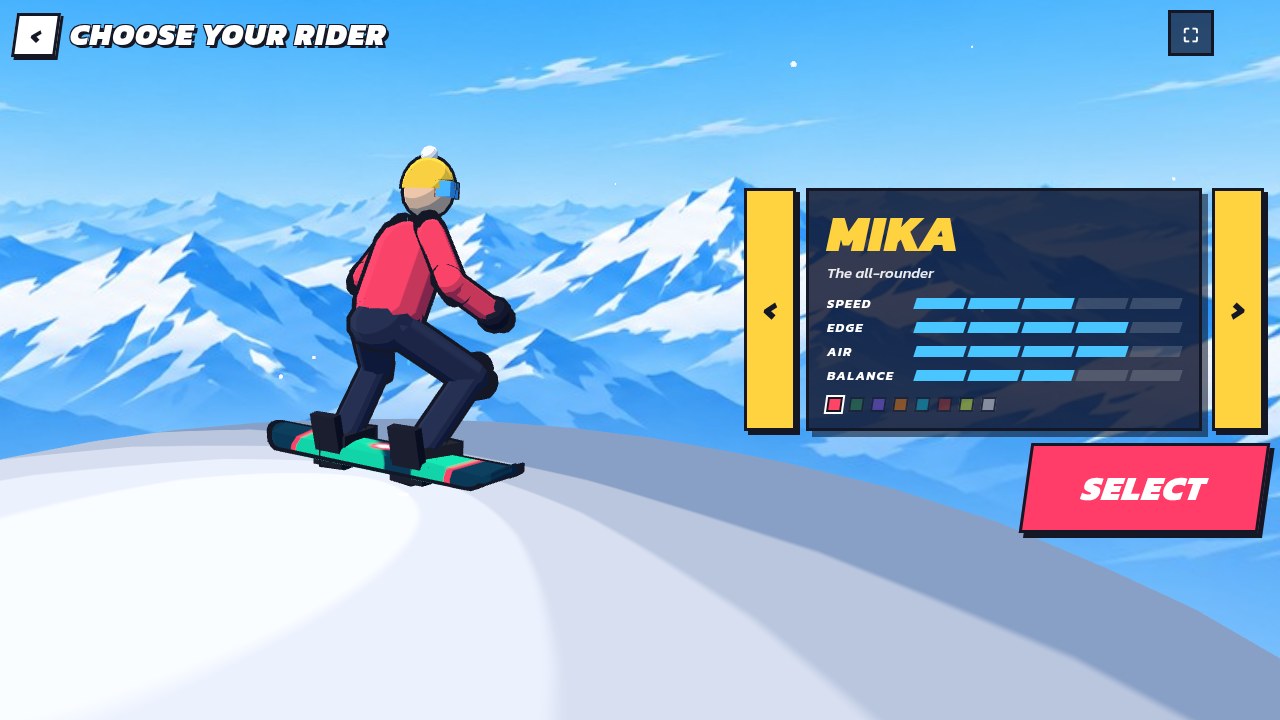 CHOOSE YOUR RIDER
MIKA
The all-rounder
SPEED
EDGE
AIR
BALANCE
SELECT